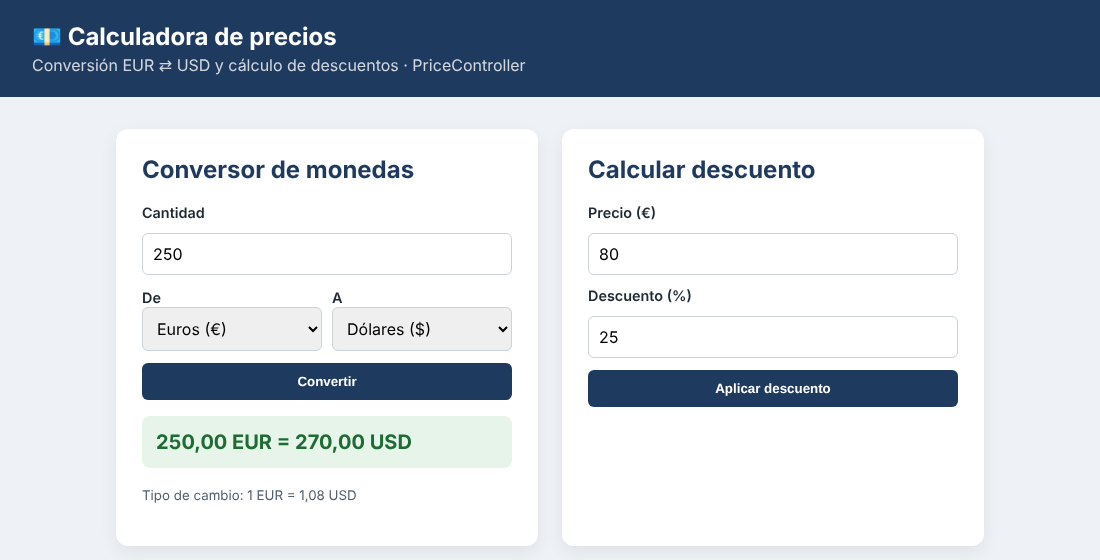 💶 Calculadora de precios
Conversión EUR ⇄ USD y cálculo de descuentos · PriceController
Conversor de monedas
Cantidad
250
De A
Euros (€) Dólares ($)
Convertir
250,00 EUR = 270,00 USD
Tipo de cambio: 1 EUR = 1,08 USD
Calcular descuento
Precio (€)
80
Descuento (%)
25
Aplicar descuento